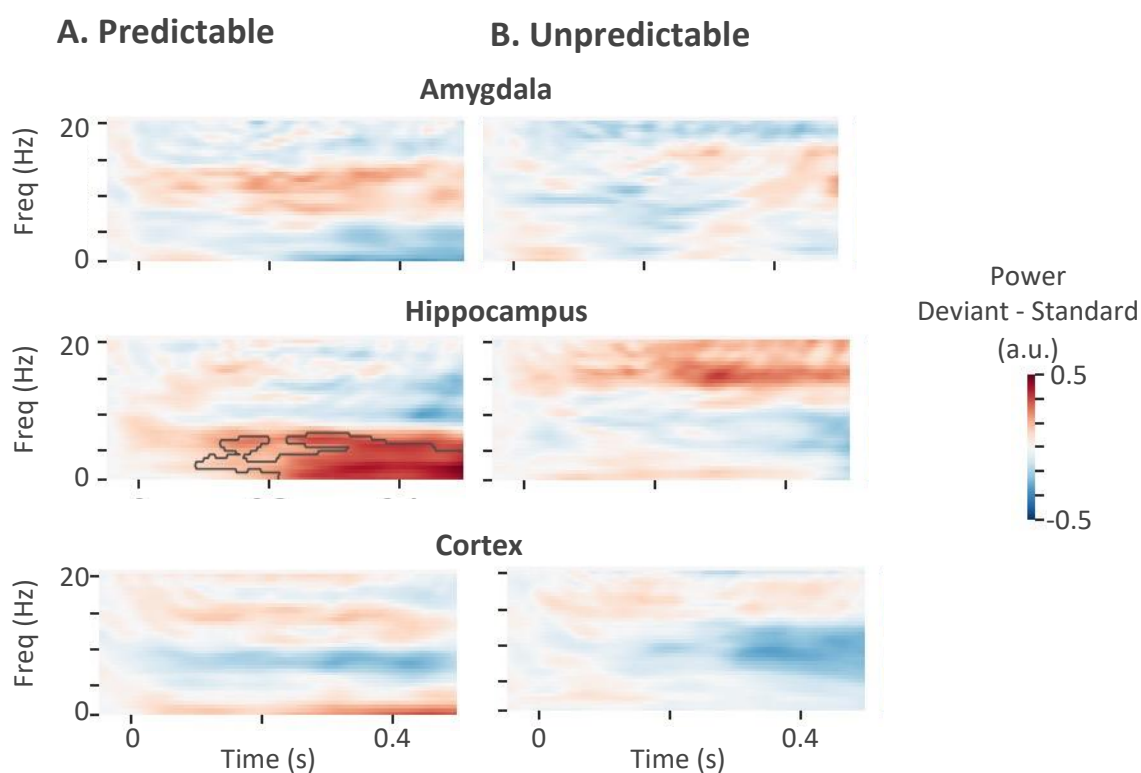 A. Predictable
B. Unpredictable
Amygdala
20
Freq (Hz)
0
Power
Deviant - Standard
(a.u.)
0.5
-0.5
Hippocampus
20
Freq (Hz)
0
Cortex
20
Freq (Hz)
0
0
0.4
0
0.4
Time (s)
Time (s)